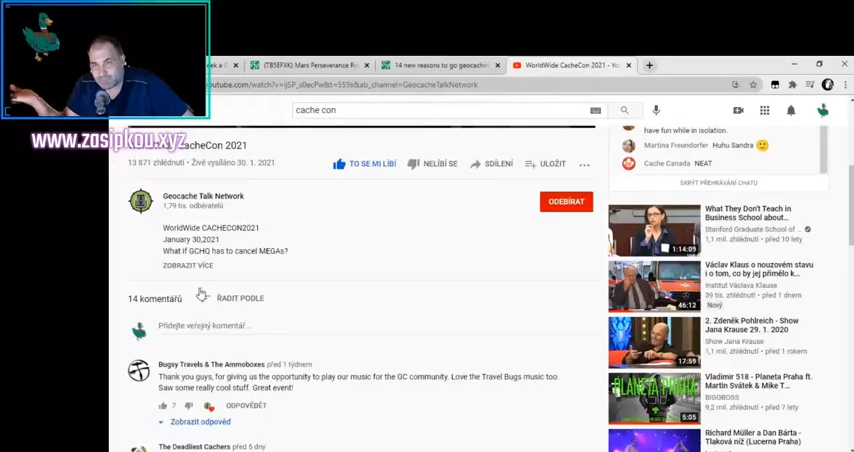 (TB5EFXK) Mars Perseverance Fo
14 new reasons to go geocaching
WorldWide CacheCon 2021 - Yo
outube.com/watch?v=ijSP_s0ecPw&t=559s&ab_channel=GeocacheTalkNetwork
cache con
www.zasipkou.xyz
CacheCon 2021
13 871 zhlédnutí • Živě vysíláno 30. 1. 2021
TO SE MI LÍBÍ
NELÍBÍ SE
SDÍLENÍ
ULOŽIT
Geocache Talk Network
1,79 tis. odběratelů
ODEBÍRAT
WorldWide CACHECON2021
January 30,2021
What if GCHQ has to cancel MEGAs?
ZOBRAZIT VÍCE
14 komentářů
ŘADIT PODLE
Přidejte veřejný komentář...
Bugsy Travels & The Ammoboxes před 1 týdnem
Thank you guys, for giving us the opportunity to play our music for the GC community. Love the Travel Bugs music too.
Saw some really cool stuff. Great event!
7
ODPOVĚDĚT
Zobrazit odpověď
The Deadliest Cachers před 5 dny
have fun while in isolation.
Martina Freundorfer Huhu Sandra
Cache Canada NEAT
SKRÝT PŘEHRÁVÁNÍ CHATU
What They Don't Teach in
Business School about...
Stanford Graduate School of ...
1,1 mil. zhlédnutí • před 10 lety
1:14:09
Václav Klaus o nouzovém stavu
i o tom, co by jej přimělo k...
Institut Václava Klause
39 tis. zhlédnutí • před 1 dnem
Nový
46:12
2. Zdeněk Pohlreich - Show
Jana Krause 29. 1. 2020
Show Jana Krause
1,1 mil. zhlédnutí • před 1 rokem
17:59
Vladimir 518 - Planeta Praha ft.
Martin Svátek & Mike T...
BIGGBOSS
9,2 mil. zhlédnutí • před 7 lety
PLANETA PRAHA
5:05
Richard Müller a Dan Bárta -
Tlaková níž (Lucerna Praha)